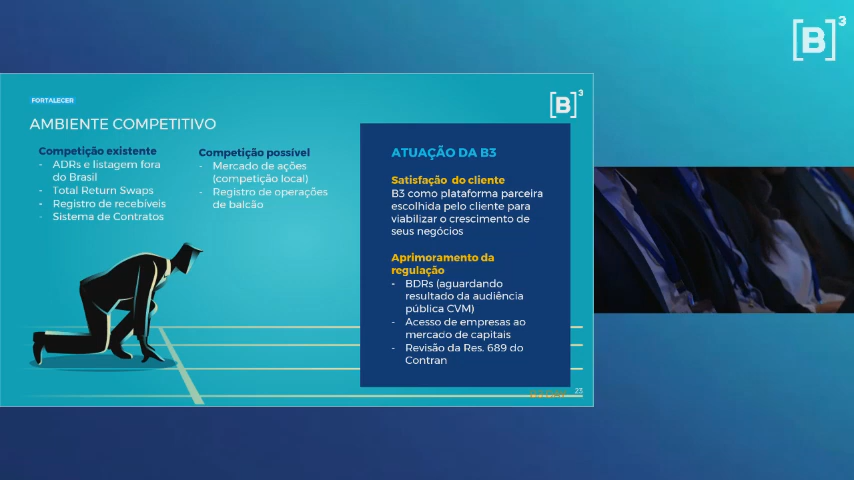 [B]³
FORTALECER
[B]³
AMBIENTE COMPETITIVO
Competição existente
- ADRs e listagem fora
do Brasil
- Total Return Swaps
- Registro de recebíveis
- Sistema de Contratos
Competição possível
- Mercado de ações
(competição local)
- Registro de operações
de balcão
ATUAÇÃO DA B3
Satisfação do cliente
B3 como plataforma parceira
escolhida pelo cliente para
viabilizar o crescimento de
seus negócios
Aprimoramento da
regulação
- BDRs (aguardando
resultado da audiência
pública CVM)
- Acesso de empresas ao
mercado de capitais
- Revisão da Res. 689 do
Contran
23